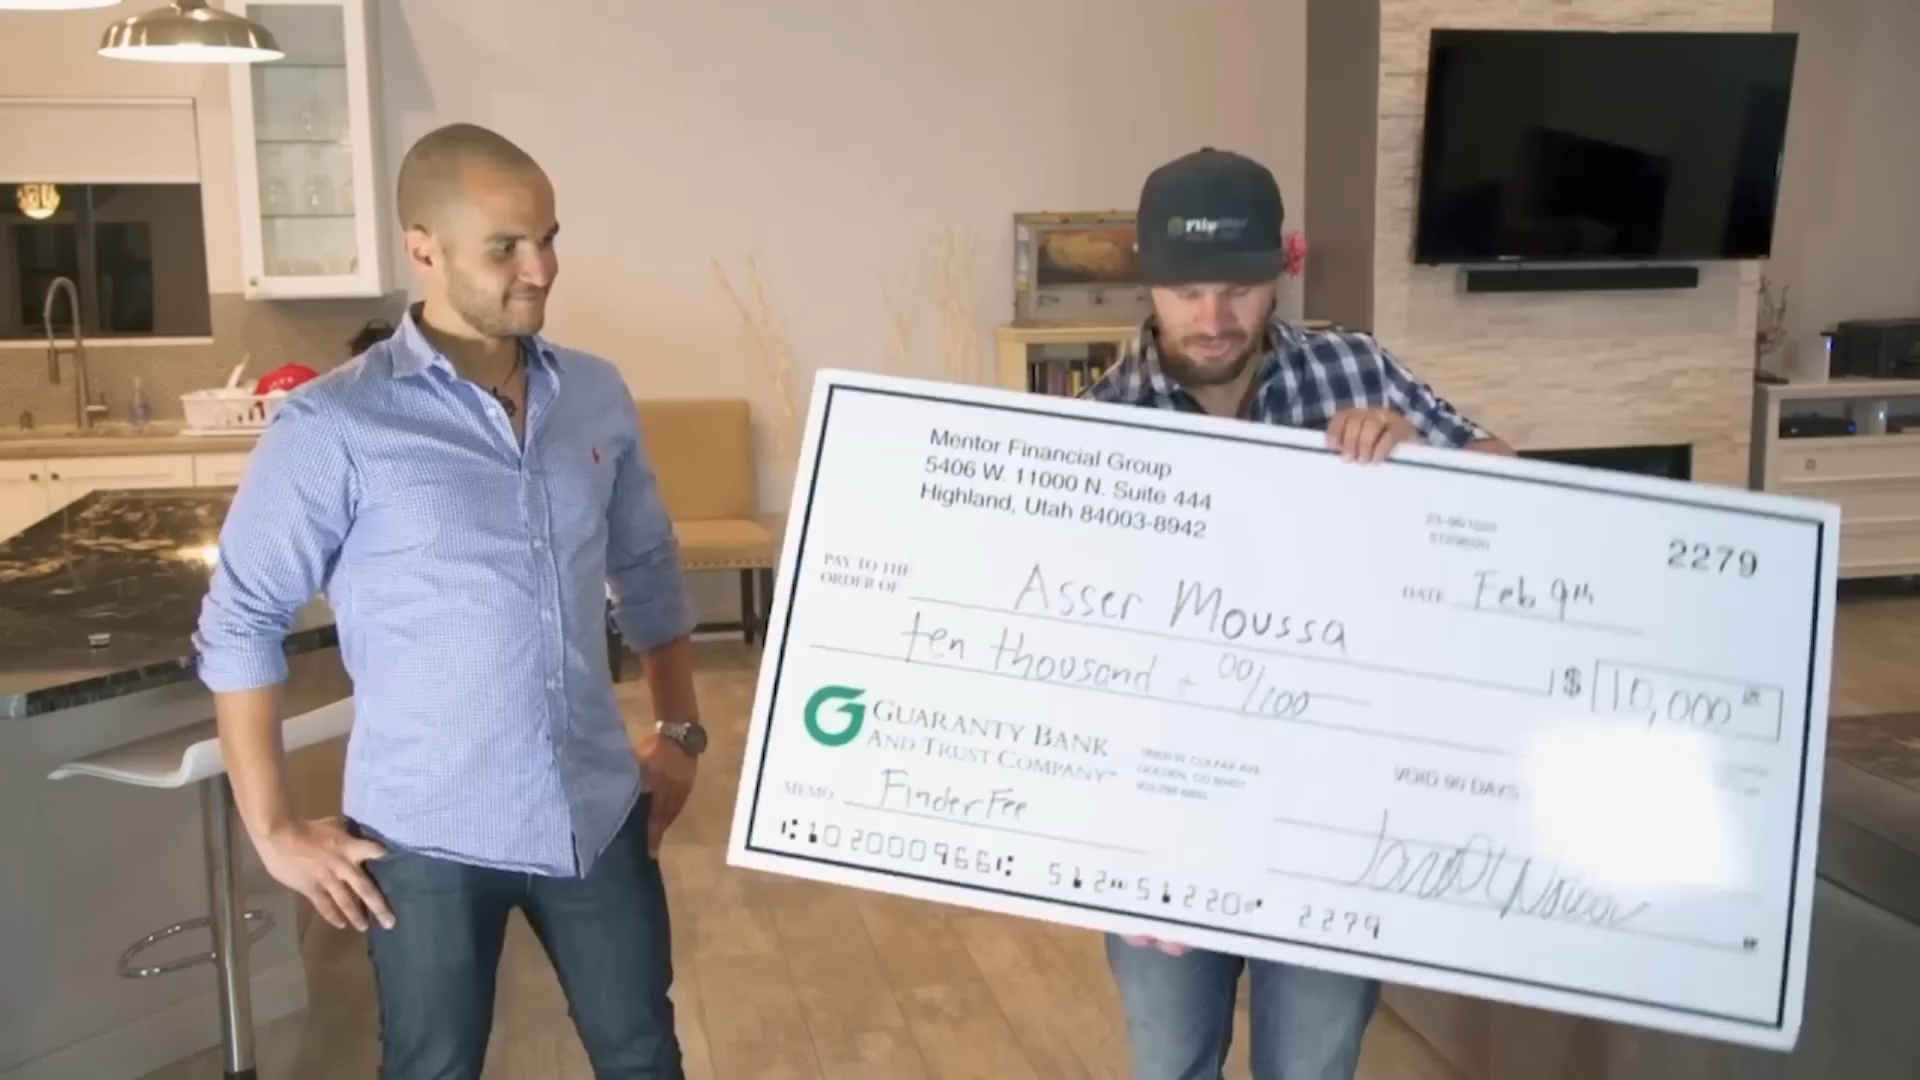 flip
Mentor Financial Group
5406 W. 11000 N. Suite 444
Highland, Utah 84003-8942
2279
DATE Feb 9th
PAY TO THE
ORDER OF Asser Moussa
ten thousand + 00/100
$ 10,000
GUARANTY BANK
AND TRUST COMPANY
VOID 90 DAYS
MEMO Finder Fee
2279